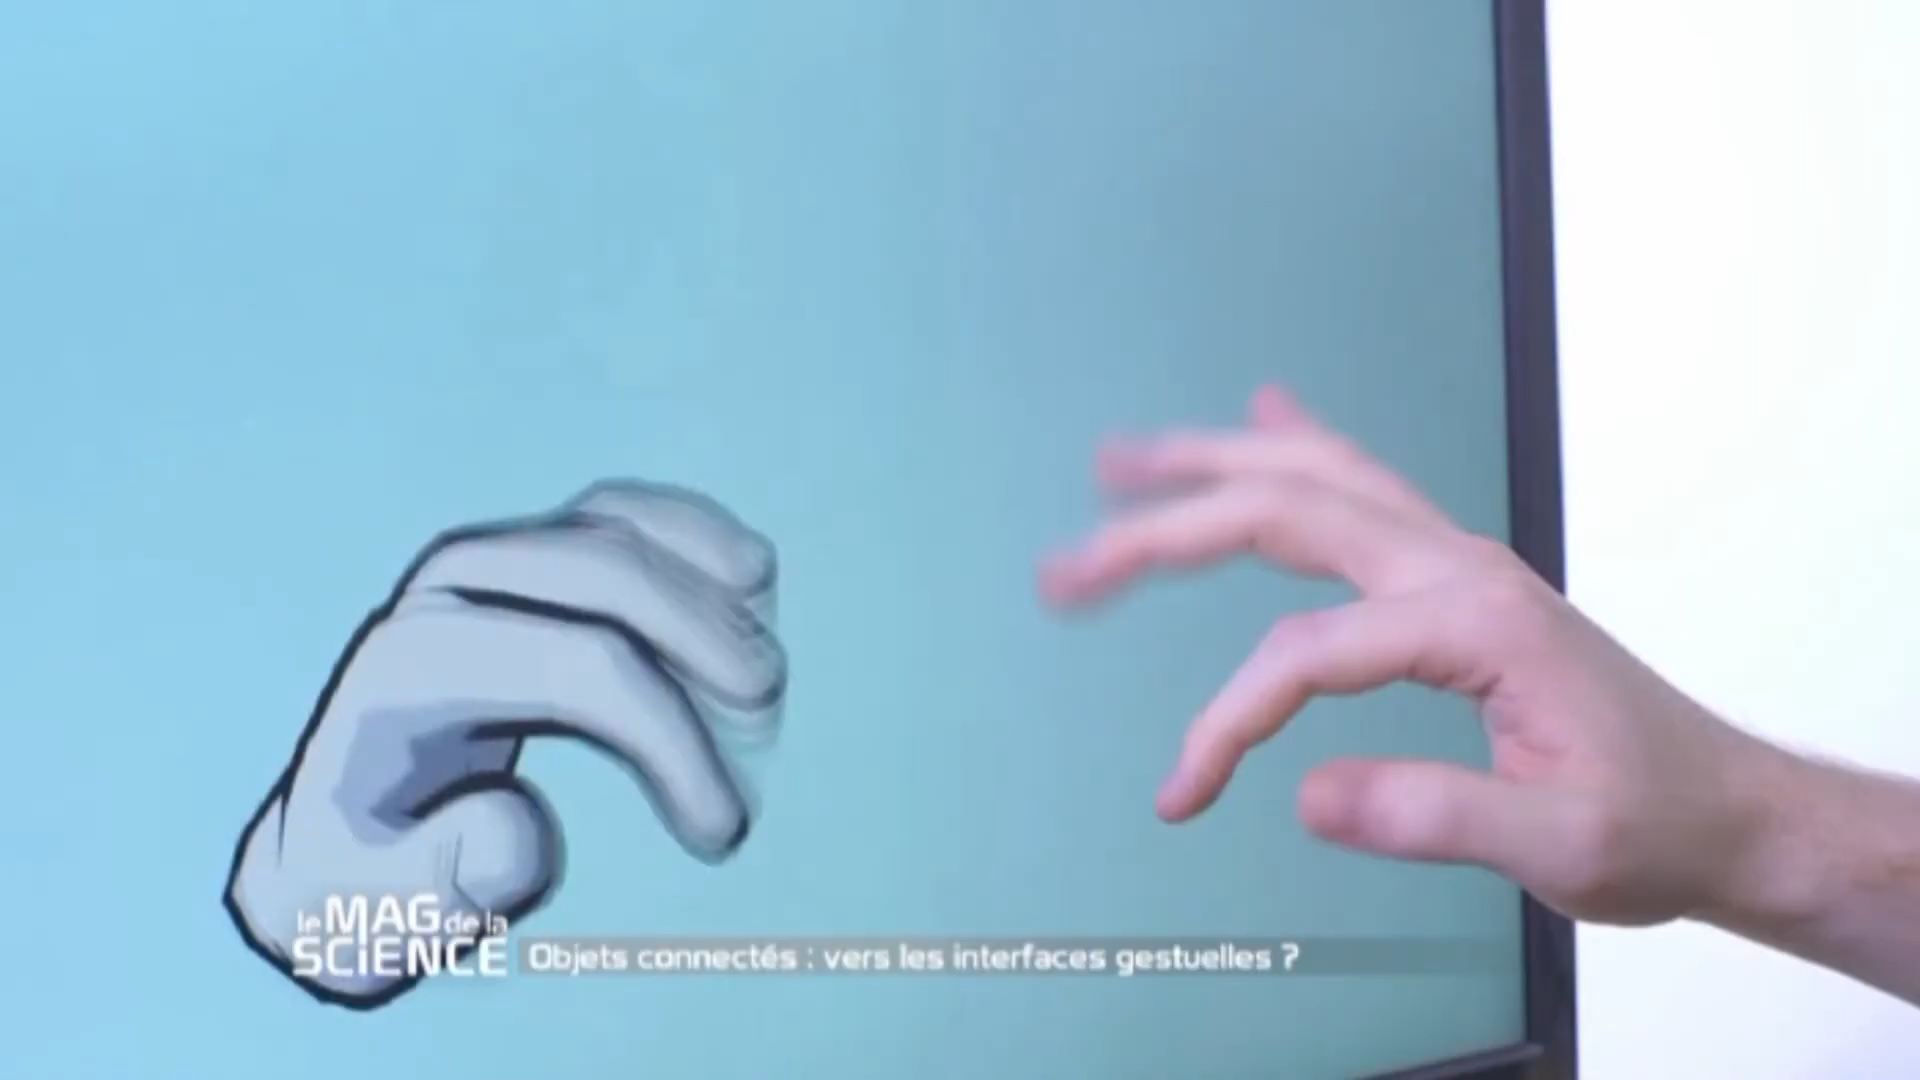 le MAG de la
SCIENCE
Objets connectés : vers les interfaces gestuelles ?